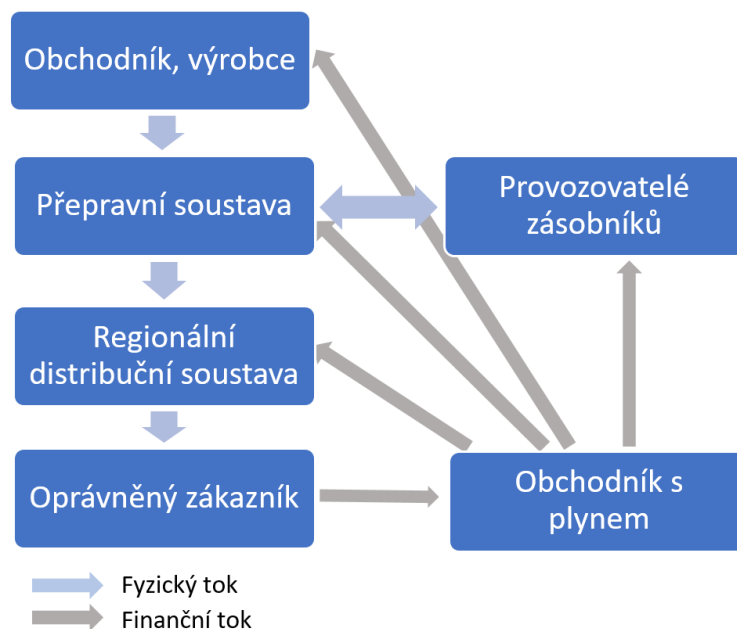 Obchodník, výrobce
Přepravní soustava
Provozovatelé
zásobníků
Regionální
distribuční soustava
Oprávněný zákazník
Obchodník s
plynem
Fyzický tok
Finanční tok